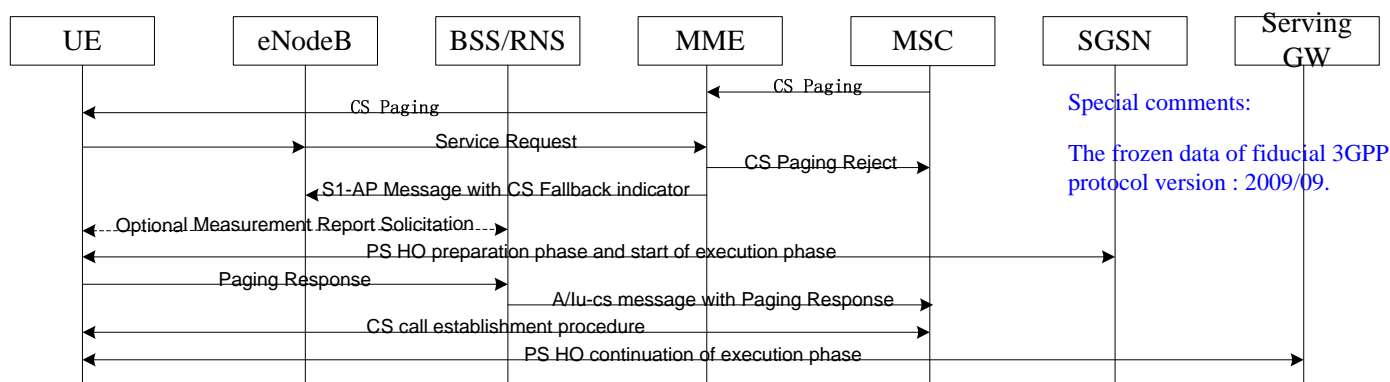 UE
eNodeB
BSS/RNS
MME
MSC
SGSN
Serving
GW
CS Paging
CS Paging
Special comments:
Service Request
The frozen data of fiducial 3GPP
protocol version : 2009/09.
CS Paging Reject
S1-AP Message with CS Fallback indicator
Optional Measurement Report Solicitation
PS HO preparation phase and start of execution phase
Paging Response
A/Iu-cs message with Paging Response
CS call establishment procedure
PS HO continuation of execution phase